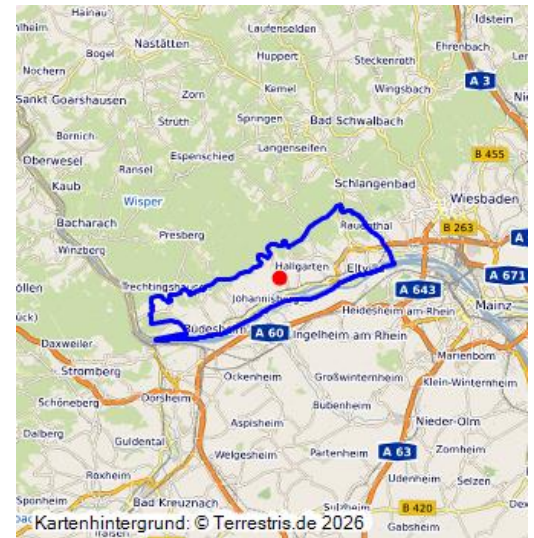 Hainau
Laufenselden
Idstein
Nastätten
Bogel
Huppert
Ehrenbach
Steckenroth
Nochern
A 3
Zorn
Kemel
Wingsbach
Sankt Goarshausen
Struth
Springen
Bad Schwalbach
Bornich
Langenseifen
B 455
Espenschied
Oberwesel
Ransel
Schlangenbad
Kaub
Wisper
Wiesbaden
Bacharach
Presberg
Rauenthal
B 263
Winzberg
Hallgarten
A 671
Trechtingshausen
A 643
Johannisberg
Mainz
Heidesheim am Rhein
Rüdesheim
A 60
Ingelheim am Rhein
Daxweiler
Marienborn
Stromberg
Ockenheim
Großwinternheim
Klein-Winternheim
Schöneberg
Dorsheim
Bubenheim
Aspisheim
Nieder-Olm
Dalberg
Guldental
A 63
Welgesheim
Partenheim
Zornheim
Roxheim
Udenheim
Selzen
Sponheim
Bad Kreuznach
B 420
Gabsheim
Kartenhintergrund: © Terrestris.de 2026